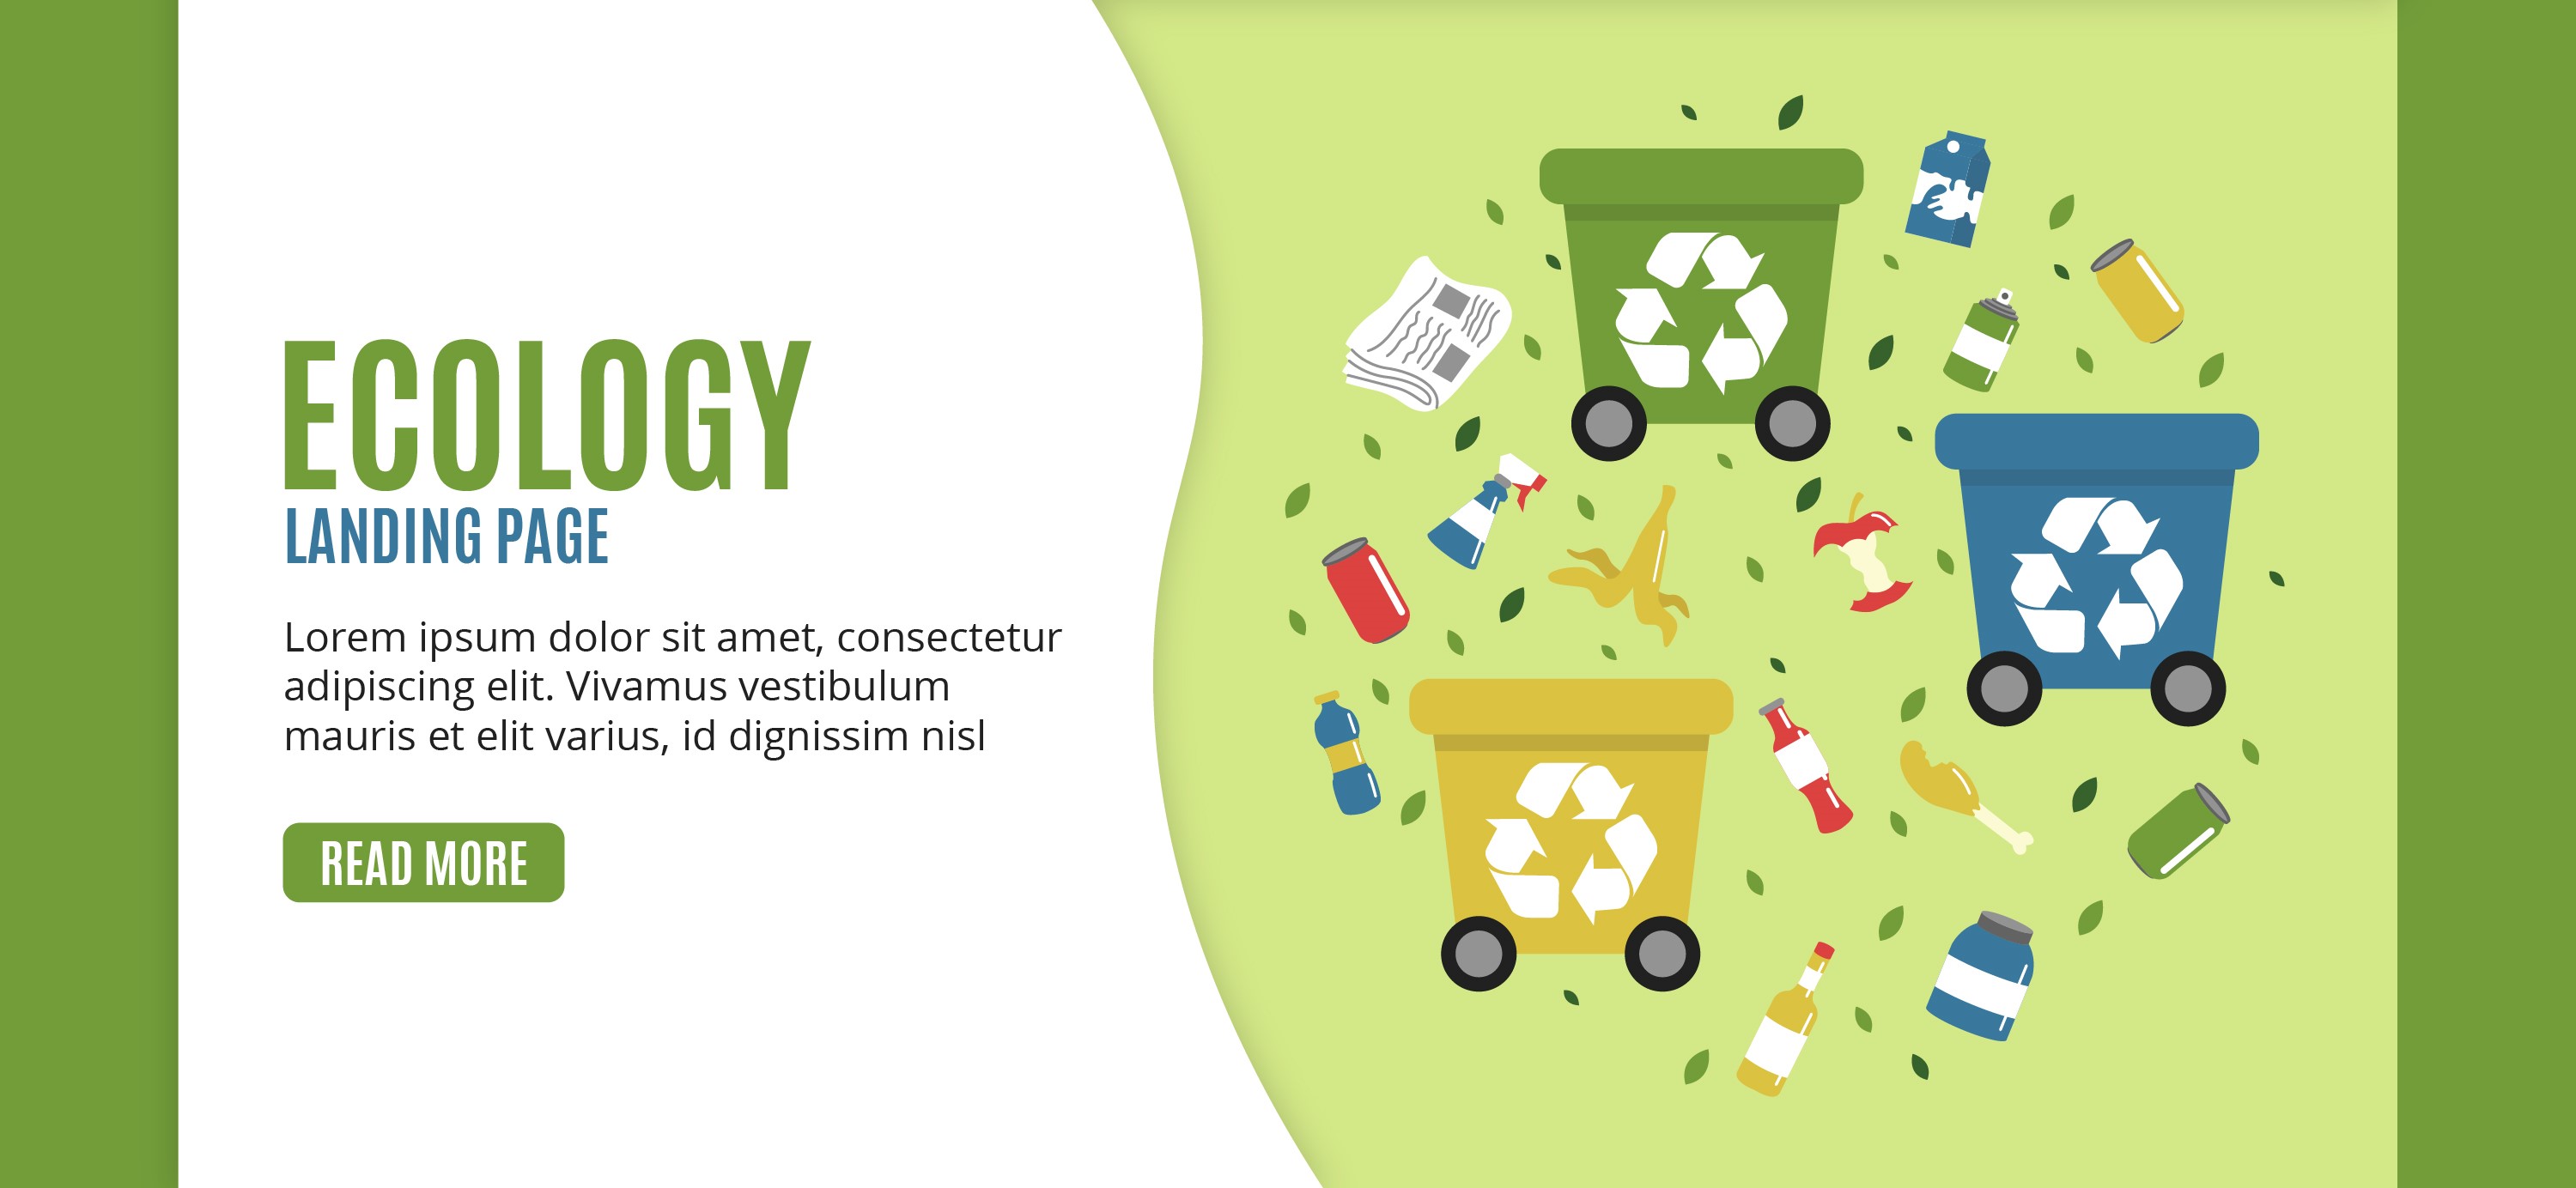 ECOLOGY
LANDING PAGE
Lorem ipsum dolor sit amet, consectetur
adipiscing elit. Vivamus vestibulum
mauris et elit varius, id dignissim nisl
READ MORE